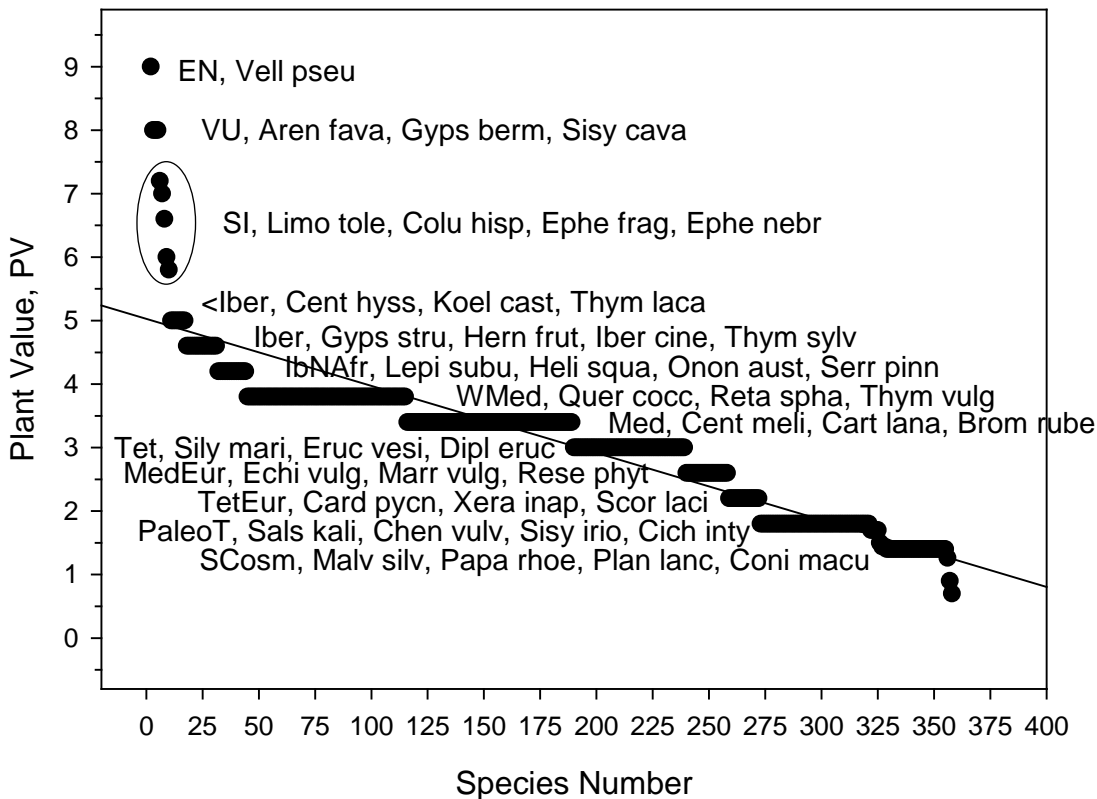 9
EN, Vell pseu
8
VU, Aren fava, Gyps berm, Sisy cava
7
SI, Limo tole, Colu hisp, Ephe frag, Ephe nebr
6
5
<Iber, Cent hyss, Koel cast, Thym laca
Iber, Gyps stru, Hern frut, Iber cine, Thym sylv
IbNAfr, Lepi subu, Heli squa, Onon aust, Serr pinn
4
WMed, Quer cocc, Reta spha, Thym vulg
Med, Cent meli, Cart lana, Brom rube
3
Tet, Sily mari, Eruc vesi, Dipl eruc
MedEur, Echi vulg, Marr vulg, Rese phyt
TetEur, Card pycn, Xera inap, Scor laci
2
PaleoT, Sals kali, Chen vulv, Sisy irio, Cich inty
SCosm, Malv silv, Papa rhoe, Plan lanc, Coni macu
1
0
Plant Value, PV
0 25 50 75 100 125 150 175 200 225 250 275 300 325 350 375 400
Species Number